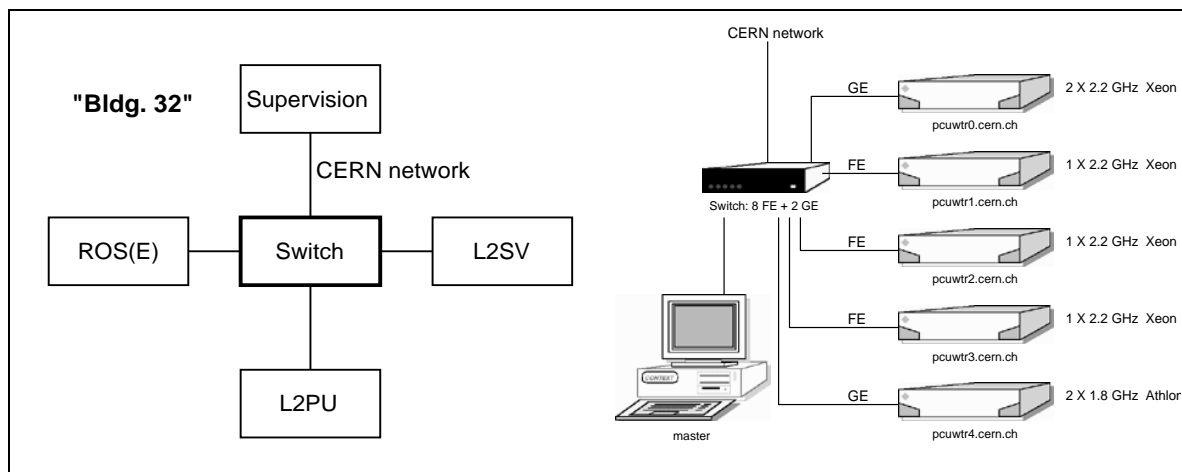 "Bldg. 32"
Supervision
CERN network
ROS(E)
Switch
L2SV
L2PU
CERN network
GE
2 X 2.2 GHz Xeon
pcuwtr0.cern.ch
FE
1 X 2.2 GHz Xeon
pcuwtr1.cern.ch
Switch: 8 FE + 2 GE
FE
1 X 2.2 GHz Xeon
pcuwtr2.cern.ch
FE
1 X 2.2 GHz Xeon
pcuwtr3.cern.ch
CONTEXT
master
GE
2 X 1.8 GHz Athlon
pcuwtr4.cern.ch